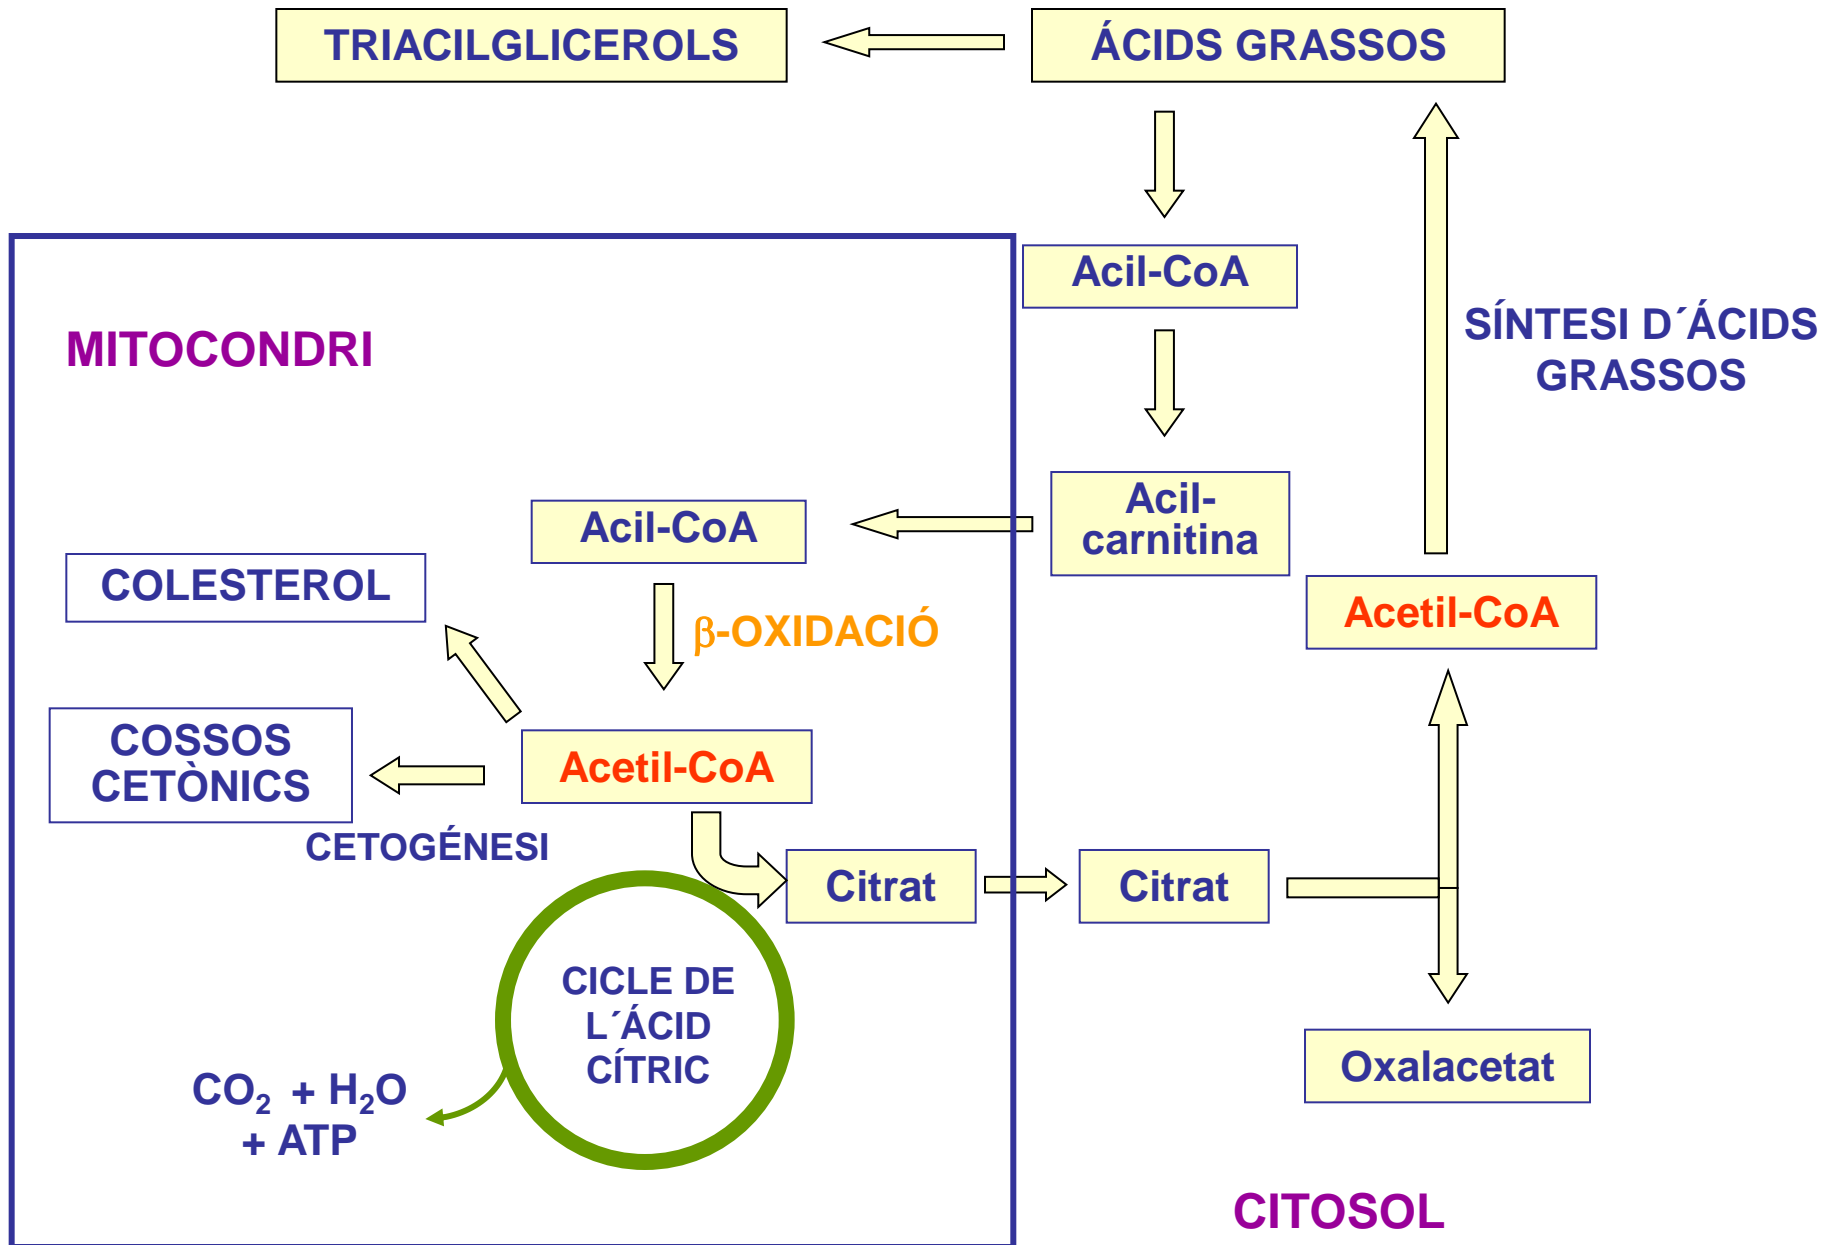 TRIACILGLICEROLS
ÁCIDS GRASSOS
Acil-CoA
MITOCONDRI
SÍNTESI D´ÁCIDS
GRASSOS
Acil-
carnitina
Acil-CoA
COLESTEROL
β-OXIDACIÓ
Acetil-CoA
COSSOS
CETÒNICS
Acetil-CoA
CETOGÉNESI
Citrat
Citrat
CICLE DE
L´ÁCID
CÍTRIC
CO₂ + H₂O
+ ATP
Oxalacetat
CITOSOL